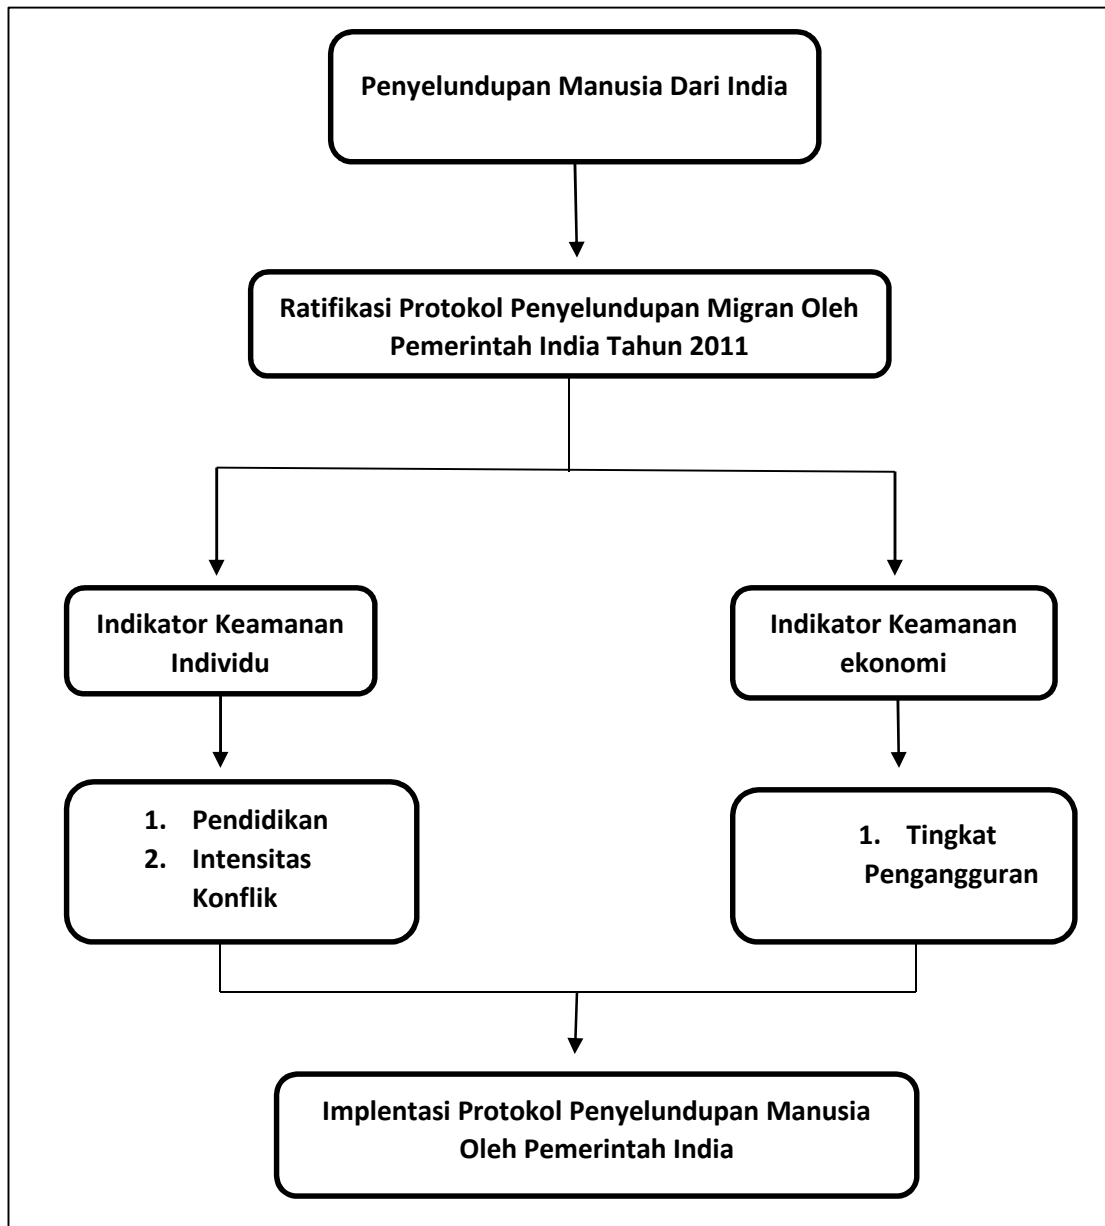 Penyelundupan Manusia Dari India
Ratifikasi Protokol Penyelundupan Migran Oleh
Pemerintah India Tahun 2011
Indikator Keamanan
Individu
Indikator Keamanan
ekonomi
1. Pendidikan
2. Intensitas
Konflik
1. Tingkat
Pengangguran
Implentasi Protokol Penyelundupan Manusia
Oleh Pemerintah India